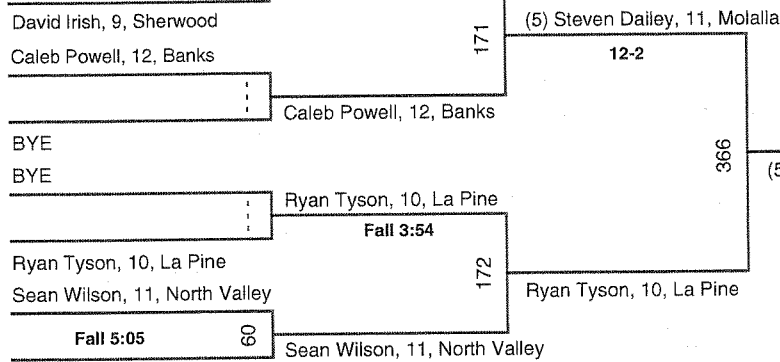 David Irish, 9, Sherwood
Caleb Powell, 12, Banks
BYE
BYE
Ryan Tyson, 10, La Pine
Sean Wilson, 11, North Valley
Fall 5:05
60
171
Caleb Powell, 12, Banks
Ryan Tyson, 10, La Pine
Fall 3:54
172
Sean Wilson, 11, North Valley
(5) Steven Dailey, 11, Molalla
12-2
366
Ryan Tyson, 10, La Pine
(5